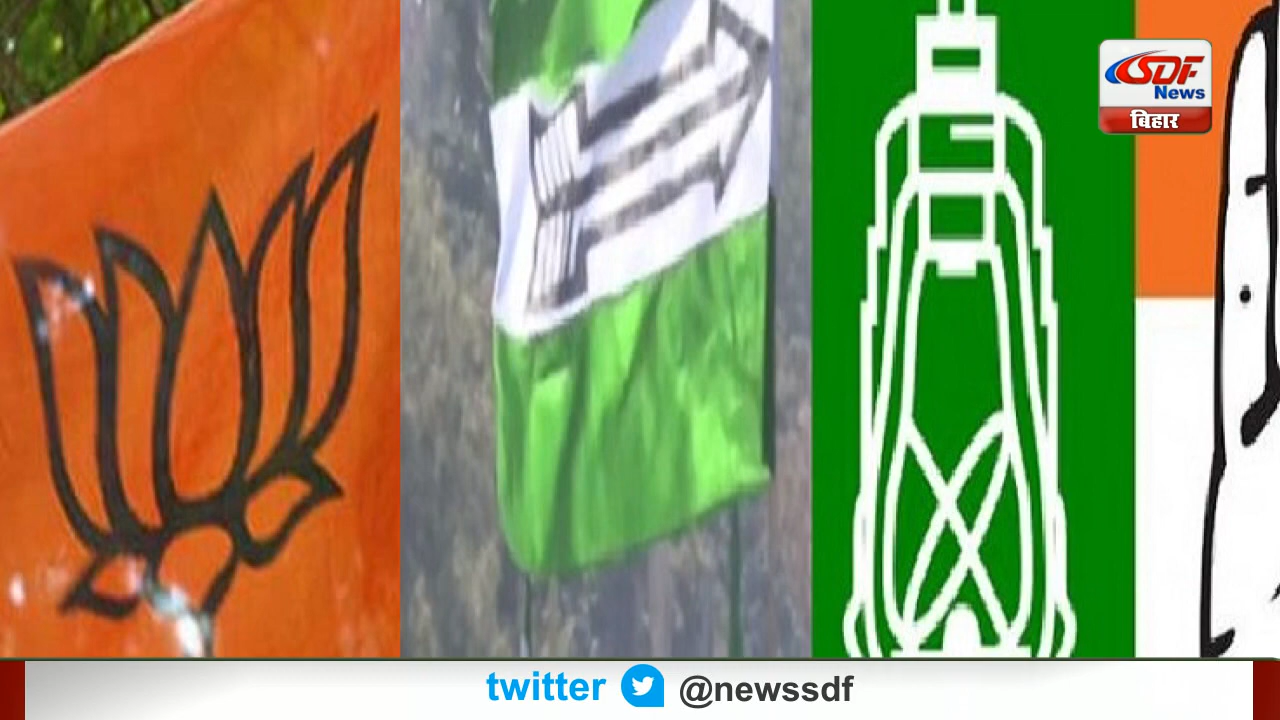 SDF
News
बिहार
twitter @newssdf